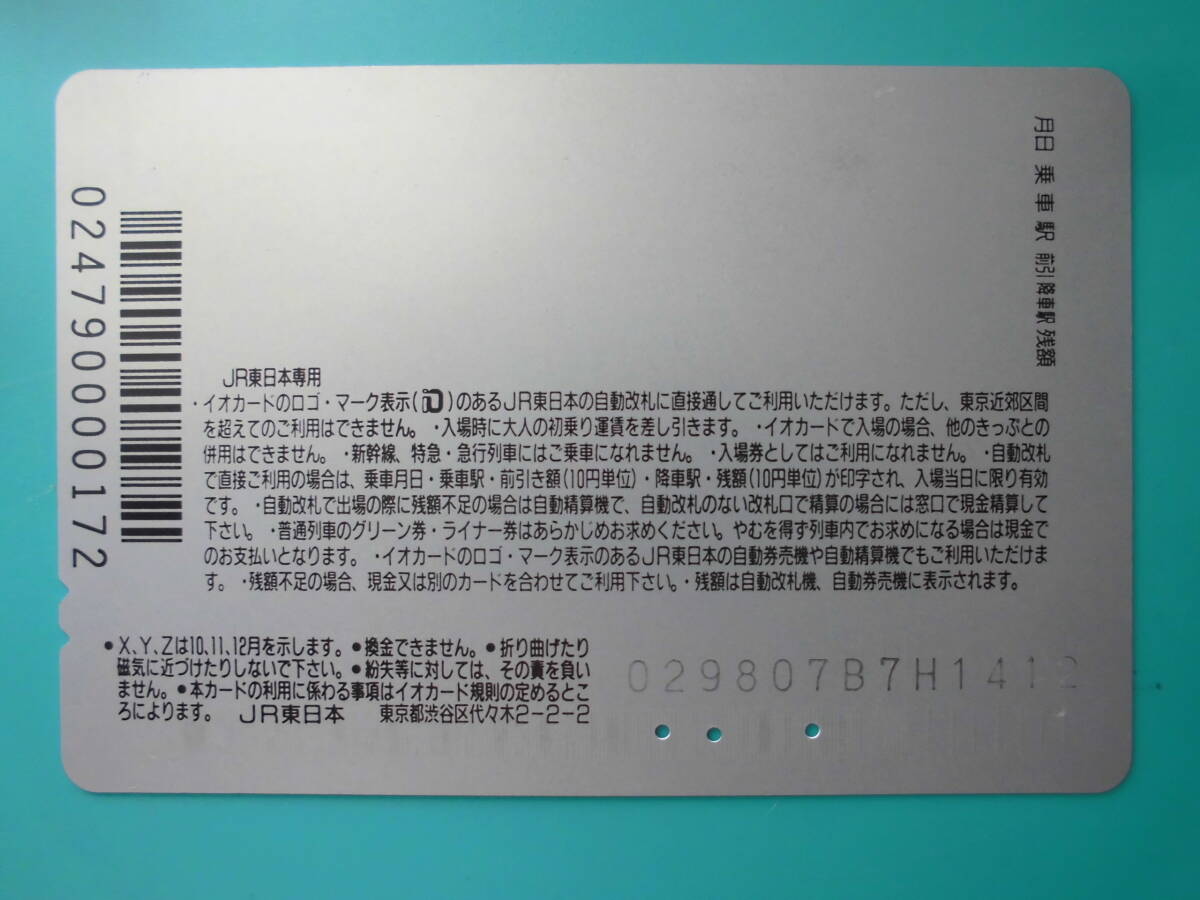 月日 乗車駅 前引 降車駅 残額
0247900000172
JR東日本専用
・イオカードのロゴ・マーク表示(iO)のあるJR東日本の自動改札に直接通してご利用いただけます。ただし、東京近郊区間
を超えてのご利用はできません。 ・入場時に大人の初乗り運賃を差し引きます。 ・イオカードで入場の場合、他のきっぷとの
併用はできません。 ・新幹線、特急・急行列車にはご乗車になれません。 ・入場券としてはご利用になれません。 ・自動改札
で直接ご利用の場合は、乗車月日・乗車駅・前引き額(10円単位)・降車駅・残額(10円単位)が印字され、入場当日に限り有効
です。 ・自動改札で出場の際に残額不足の場合は自動精算機で、自動改札のない改札口で精算の場合には窓口で現金精算して
下さい。 ・普通列車のグリーン券・ライナー券はあらかじめお求めください。やむを得ず列車内でお求めになる場合は現金で
のお支払いとなります。 ・イオカードのロゴ・マーク表示のあるJR東日本の自動券売機や自動精算機でもご利用いただけま
す。 ・残額不足の場合、現金又は別のカードを合わせてご利用下さい。・残額は自動改札機、自動券売機に表示されます。
●X、Y、Zは10、11、12月を示します。●換金できません。●折り曲げたり
磁気に近づけたりしないで下さい。●紛失等に対しては、その責を負い
ません。●本カードの利用に係わる事項はイオカード規則の定めるとこ
ろによります。 JR東日本 東京都渋谷区代々木2-2-2
029807B7H1412